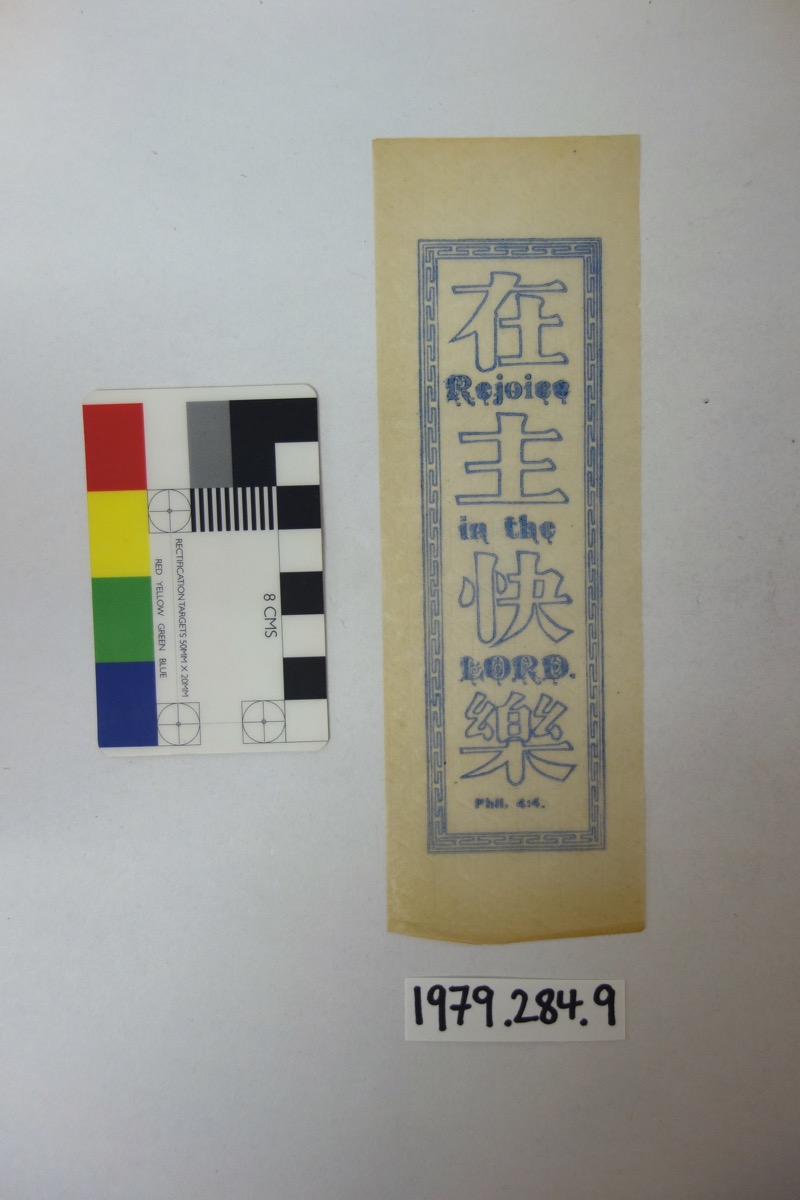 在
Rejoice
主
in the
快
LORD.
樂
Phil. 4:4.
1979.284.9
8 CMS
RECTIFICATION TARGETS 50MM X 20MM
RED YELLOW GREEN BLUE